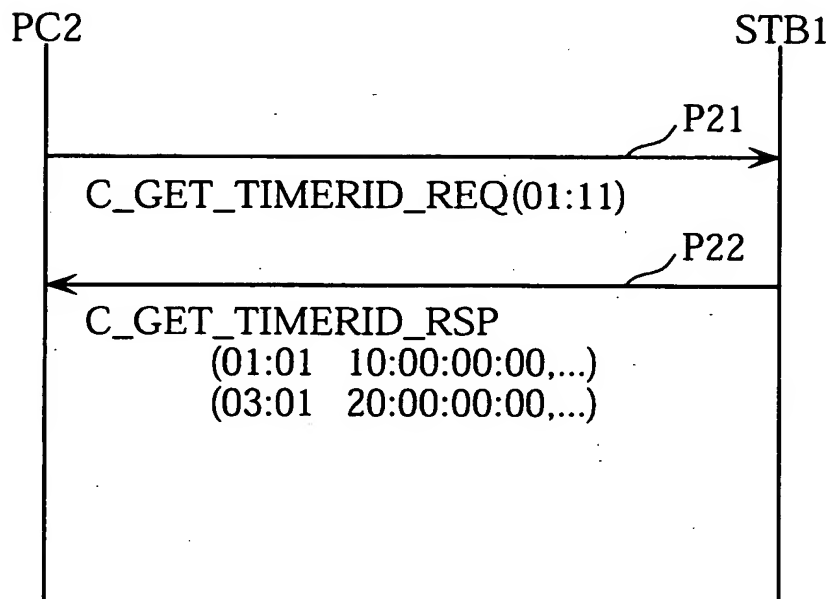 PC2
STB1
P21
C_GET_TIMERID_REQ(01:11)
P22
C_GET_TIMERID_RSP
(01:01 10:00:00:00,...)
(03:01 20:00:00:00,...)